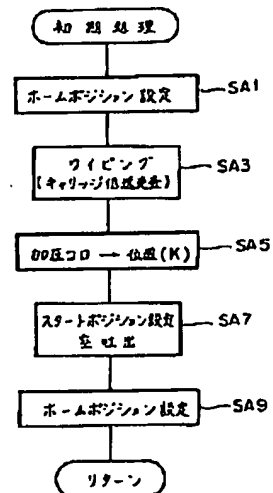 初期処理
ホームポジション設定
SA1
ワイピング
(キャリッジ低速走査)
SA3
加圧コロ → 位置(K)
SA5
スタートポジション設定
空吐出
SA7
ホームポジション設定
SA9
リターン